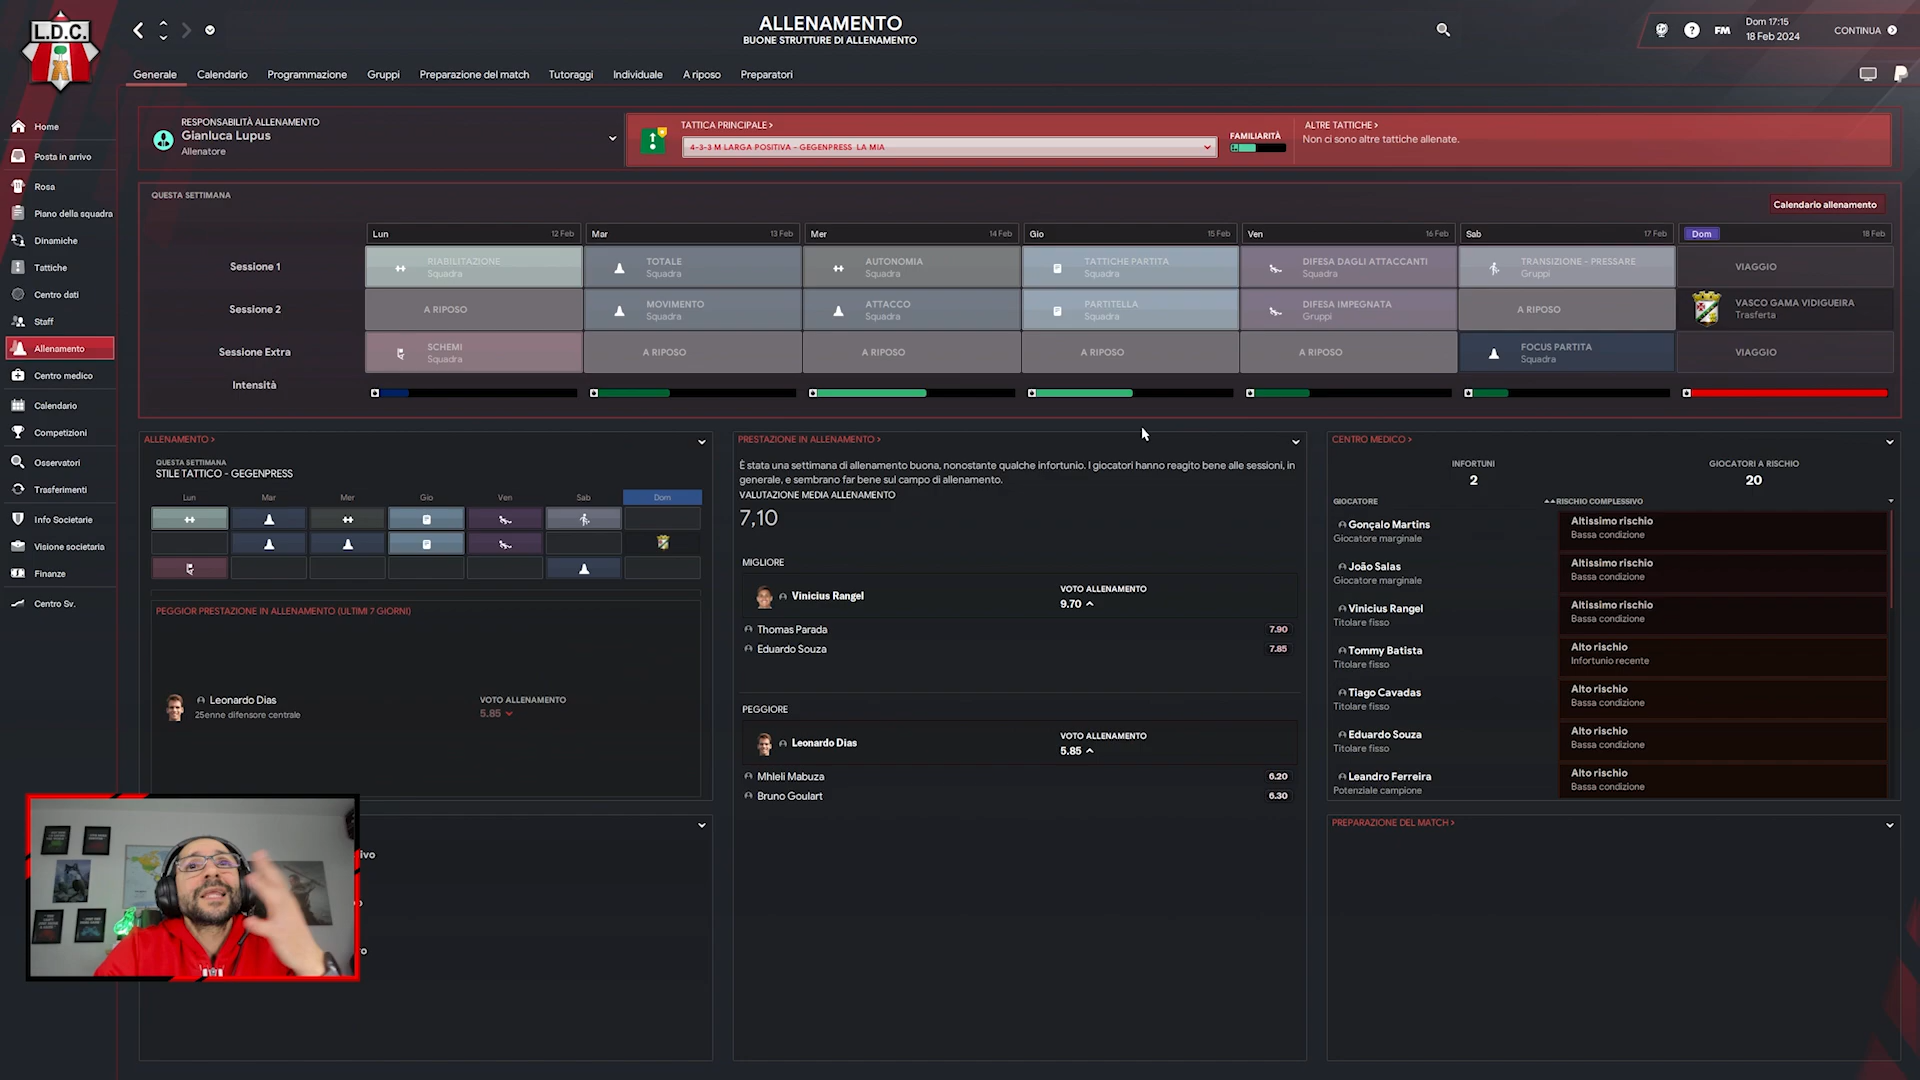 L.D.C.
ALLENAMENTO
BUONE STRUTTURE DI ALLENAMENTO
FM
Dom 17:15
18 Feb 2024
CONTINUA
Generale
Calendario
Programmazione
Gruppi
Preparazione del match
Tutoraggi
Individuale
A riposo
Preparatori
Home
Posta in arrivo
Rosa
Piano della squadra
Dinamiche
Tattiche
Centro dati
Staff
Allenamento
Centro medico
Calendario
Competizioni
Osservatori
Trasferimenti
Info Societarie
Visione societaria
Finanze
Centro Sv.
RESPONSABILITÀ ALLENAMENTO
Gianluca Lupus
Allenatore
TATTICA PRINCIPALE >
4-3-3 M LARGA POSITIVA - GEGENPRESS LA MIA
FAMILIARITÀ
ALTRE TATTICHE >
Non ci sono altre tattiche allenate.
QUESTA SETTIMANA
Calendario allenamento
Lun 12 Feb
Mar 13 Feb
Mer 14 Feb
Gio 15 Feb
Ven 16 Feb
Sab 17 Feb
Dom 18 Feb
Sessione 1
RIABILITAZIONE
Squadra
TOTALE
Squadra
AUTONOMIA
Squadra
TATTICHE PARTITA
Squadra
DIFESA DAGLI ATTACCANTI
Squadra
TRANSIZIONE - PRESSARE
Gruppi
VIAGGIO
Sessione 2
A RIPOSO
MOVIMENTO
Squadra
ATTACCO
Squadra
PARTITELLA
Squadra
DIFESA IMPEGNATA
Gruppi
A RIPOSO
VASCO GAMA VIDIGUEIRA
Trasferta
Sessione Extra
SCHEMI
Squadra
A RIPOSO
A RIPOSO
A RIPOSO
A RIPOSO
FOCUS PARTITA
Squadra
VIAGGIO
Intensità
ALLENAMENTO >
QUESTA SETTIMANA
STILE TATTICO - GEGENPRESS
Lun Mar Mer Gio Ven Sab Dom
PEGGIOR PRESTAZIONE IN ALLENAMENTO (ULTIMI 7 GIORNI)
Leonardo Dias
25enne difensore centrale
VOTO ALLENAMENTO
5.85
ivo
o
PRESTAZIONE IN ALLENAMENTO >
È stata una settimana di allenamento buona, nonostante qualche infortunio. I giocatori hanno reagito bene alle sessioni, in
generale, e sembrano far bene sul campo di allenamento.
VALUTAZIONE MEDIA ALLENAMENTO
7,10
MIGLIORE
Vinicius Rangel
VOTO ALLENAMENTO
9.70
Thomas Parada 7.90
Eduardo Souza 7.85
PEGGIORE
Leonardo Dias
VOTO ALLENAMENTO
5.85
Mhleli Mabuza 6.20
Bruno Goulart 6.30
CENTRO MEDICO >
INFORTUNI
2
GIOCATORI A RISCHIO
20
GIOCATORE
RISCHIO COMPLESSIVO
Gonçalo Martins
Giocatore marginale
Altissimo rischio
Bassa condizione
João Salas
Giocatore marginale
Altissimo rischio
Bassa condizione
Vinicius Rangel
Titolare fisso
Altissimo rischio
Bassa condizione
Tommy Batista
Titolare fisso
Alto rischio
Infortunio recente
Tiago Cavadas
Titolare fisso
Alto rischio
Bassa condizione
Eduardo Souza
Titolare fisso
Alto rischio
Bassa condizione
Leandro Ferreira
Potenziale campione
Alto rischio
Bassa condizione
PREPARAZIONE DEL MATCH >